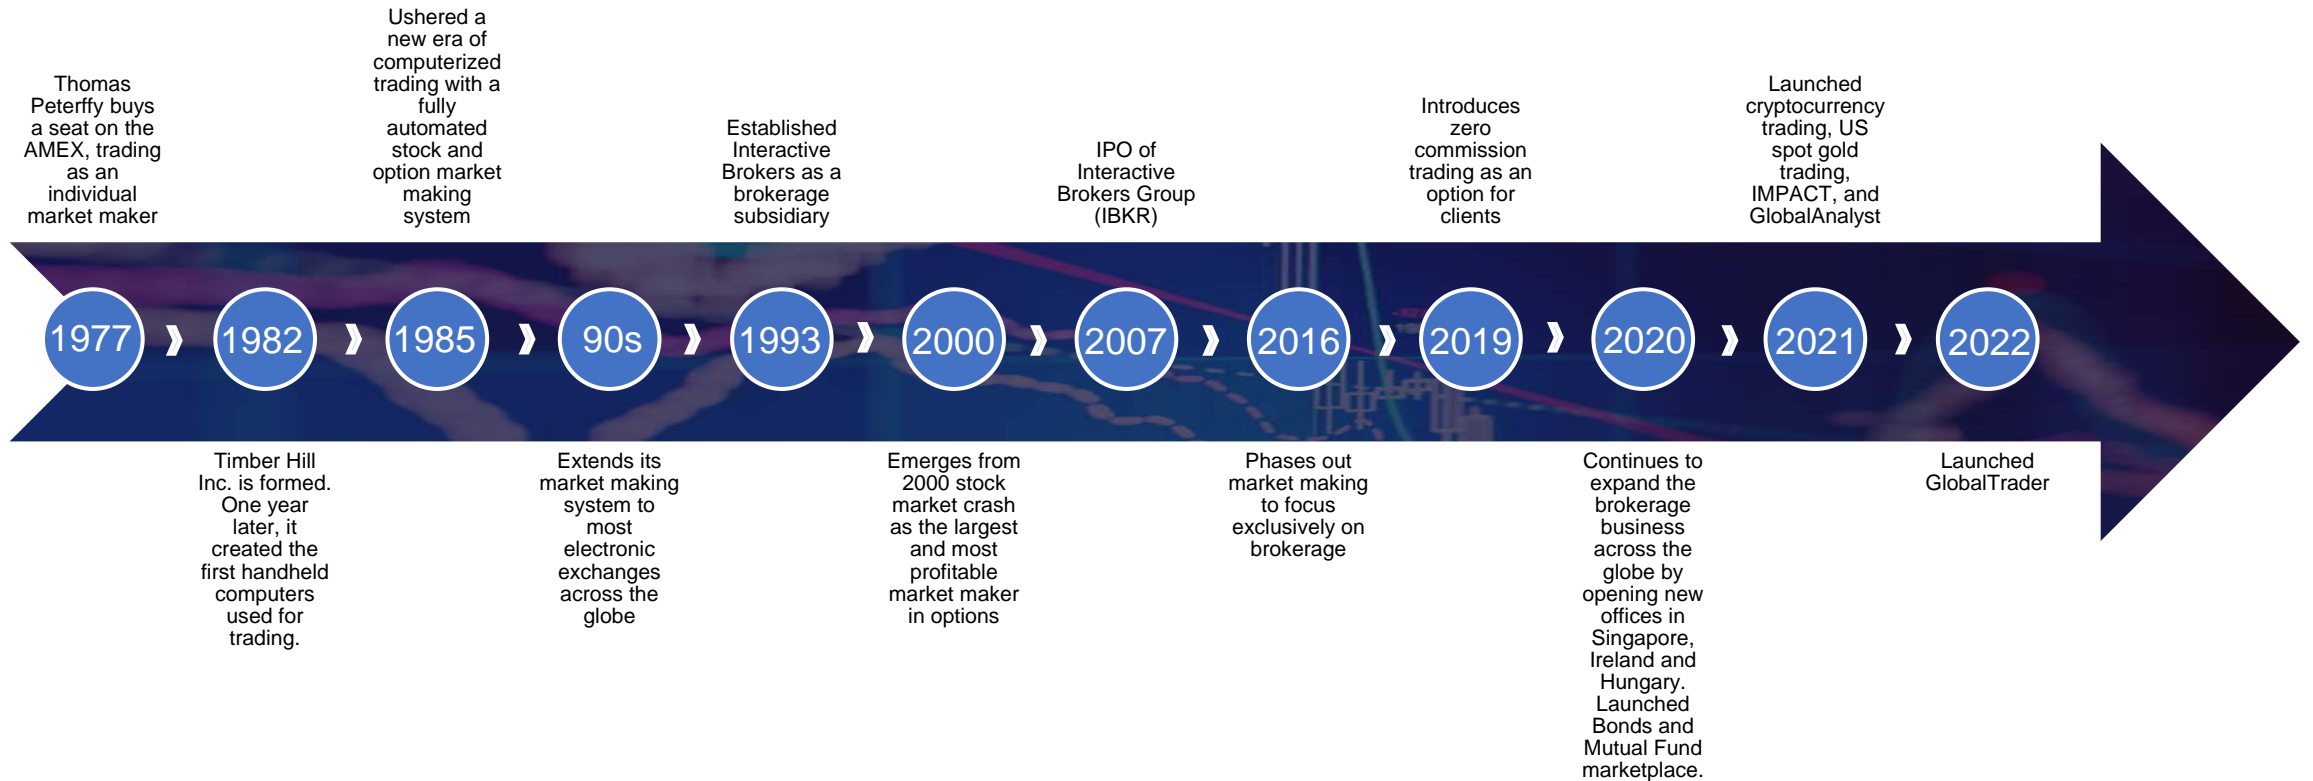 Thomas
Peterffy buys
a seat on the
AMEX, trading
as an
individual
market maker
Ushered a
new era of
computerized
trading with a
fully
automated
stock and
option market
making
system
Established
Interactive
Brokers as a
brokerage
subsidiary
IPO of
Interactive
Brokers Group
(IBKR)
Introduces
zero
commission
trading as an
option for
clients
Launched
cryptocurrency
trading, US
spot gold
trading,
IMPACT, and
GlobalAnalyst
1977
1982
1985
90s
1993
2000
2007
2016
2019
2020
2021
2022
Timber Hill
Inc. is formed.
One year
later, it
created the
first handheld
computers
used for
trading.
Extends its
market making
system to
most
electronic
exchanges
across the
globe
Emerges from
2000 stock
market crash
as the largest
and most
profitable
market maker
in options
Phases out
market making
to focus
exclusively on
brokerage
Continues to
expand the
brokerage
business
across the
globe by
opening new
offices in
Singapore,
Ireland and
Hungary.
Launched
Bonds and
Mutual Fund
marketplace.
Launched
GlobalTrader